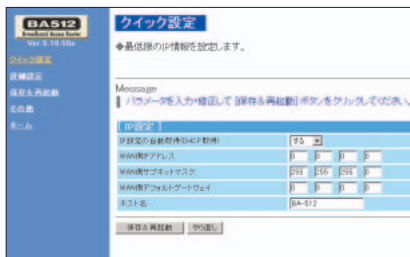 BA512
Broadband Access Router
Ver 5.10.55a
クイック設定
詳細設定
保存&再起動
その他
ホーム
クイック設定
◆最低限のIP情報を設定します。
Message
パラメータを入力・修正して [保存&再起動] ボタンをクリックしてください。
[ IP設定 ]
IP設定の自動取得(DHCP取得) する
WAN側IPアドレス 0 0 0 0
WAN側サブネットマスク 255 255 255 0
WAN側デフォルトゲートウェイ 0 0 0 0
ホスト名 BA-512
保存&再起動 やり直し